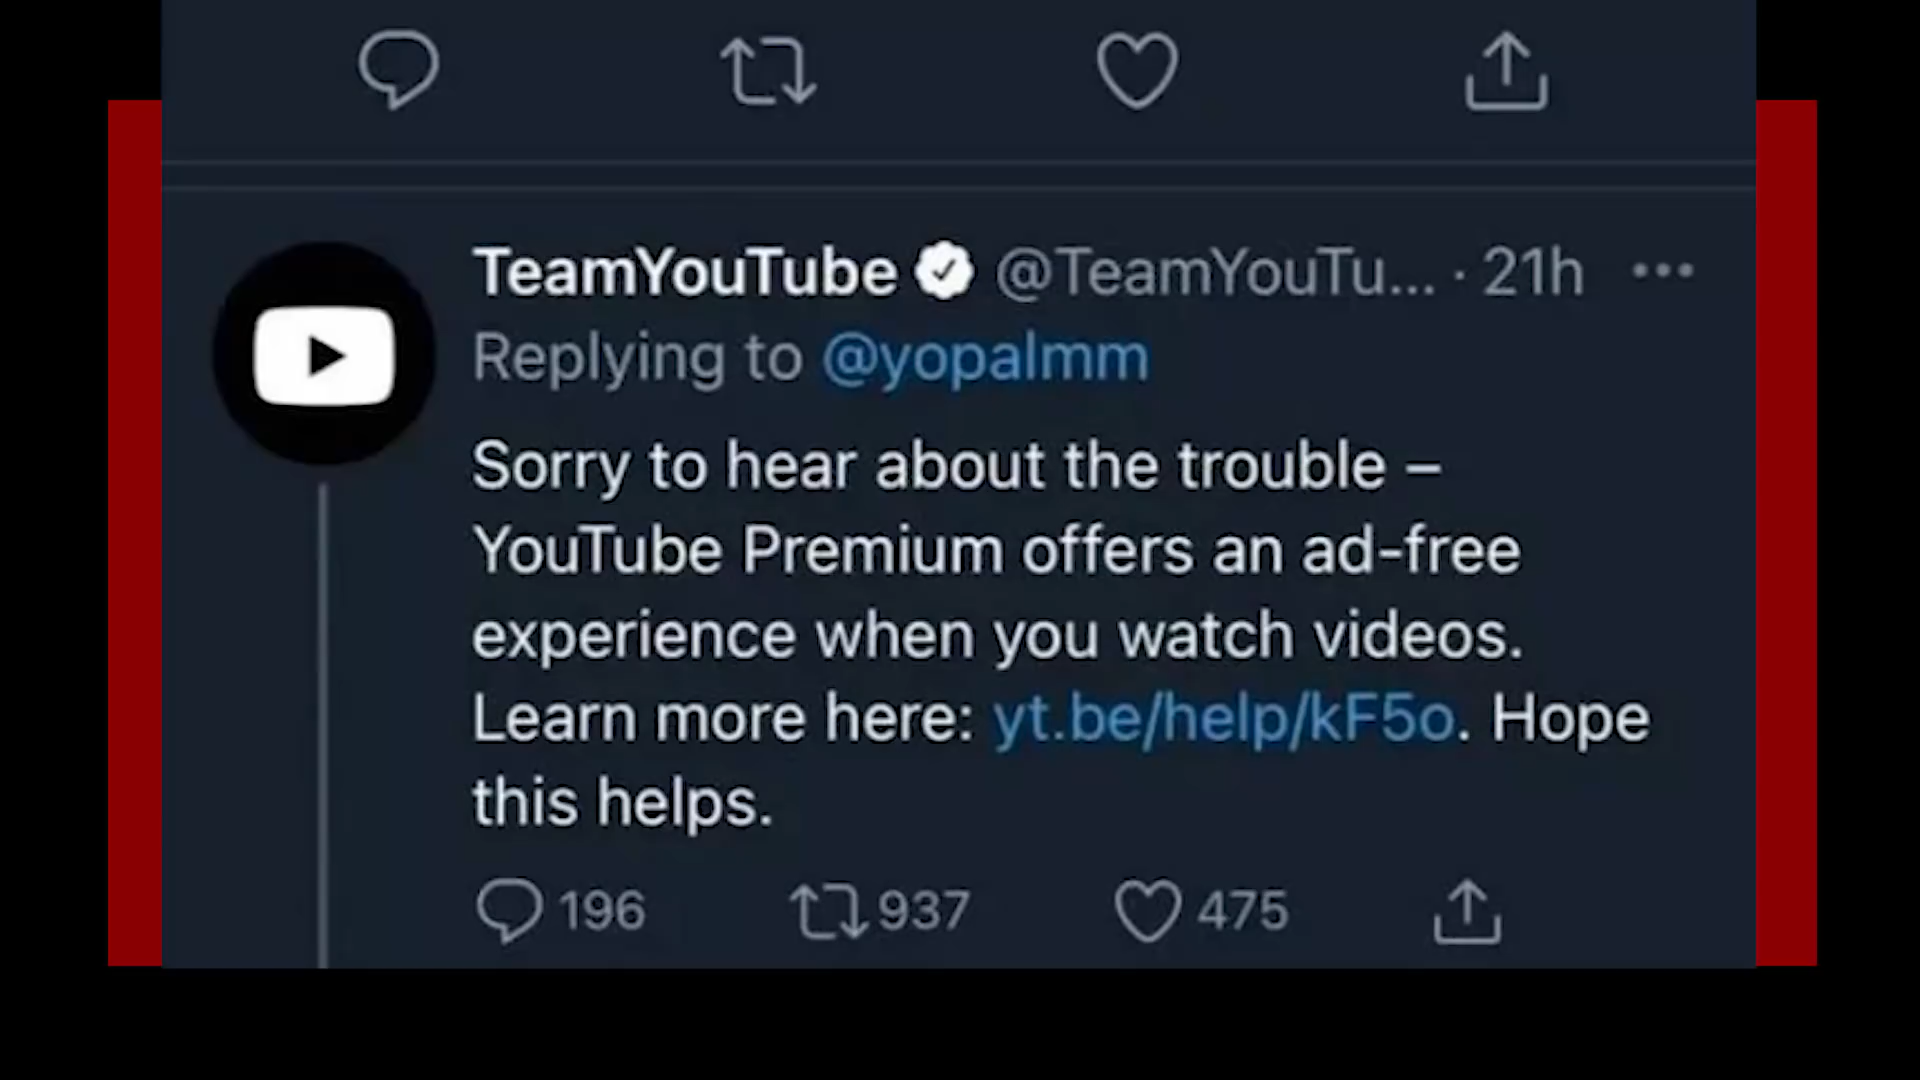 TeamYouTube @TeamYouTu... · 21h
Replying to @yopalmm
Sorry to hear about the trouble –
YouTube Premium offers an ad-free
experience when you watch videos.
Learn more here: yt.be/help/kF5o. Hope
this helps.
196 937 475